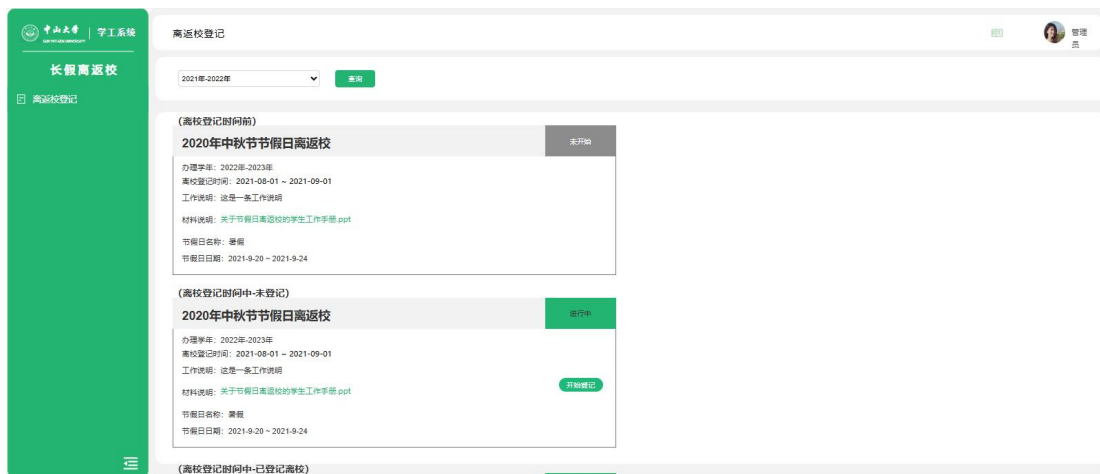 中山大學 | 学工系统
长假离返校
离返校登记
离返校登记
管理
员
2021年-2022年
查询
(离校登记时间前)
2020年中秋节节假日离返校
未开始
办理学年：2022年-2023年
离校登记时间：2021-08-01 ~ 2021-09-01
工作说明：这是一条工作说明
材料说明：关于节假日离返校的学生工作手册.ppt
节假日名称：暑假
节假日日期：2021-9-20 ~ 2021-9-24
(离校登记时间中-未登记)
2020年中秋节节假日离返校
进行中
办理学年：2022年-2023年
离校登记时间：2021-08-01 ~ 2021-09-01
工作说明：这是一条工作说明
材料说明：关于节假日离返校的学生工作手册.ppt
开始登记
节假日名称：暑假
节假日日期：2021-9-20 ~ 2021-9-24
(离校登记时间中-已登记离校)